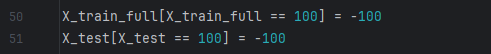 50 X_train_full[X_train_full == 100] = -100
51 X_test[X_test == 100] = -100